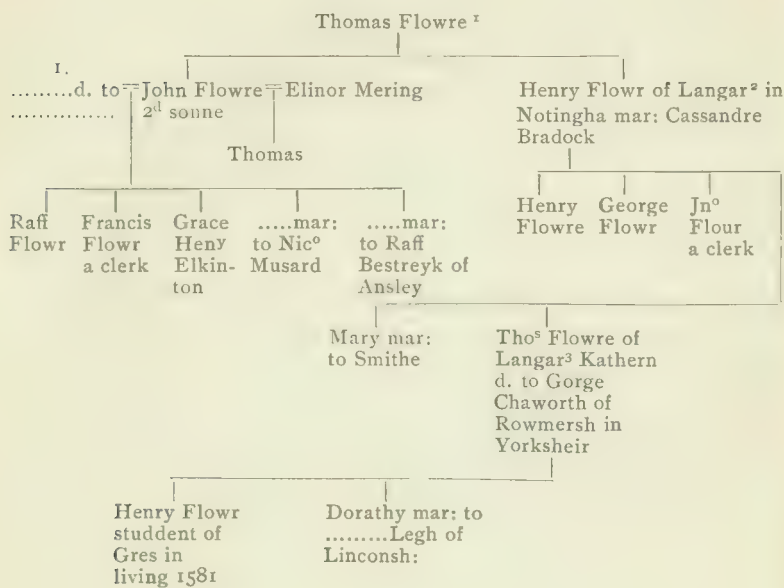 Thomas Flowre ¹
1.
.........d. to John Flowre Elinor Mering
............... 2ᵈ sonne
Thomas
Henry Flowr of Langar ² in
Notingha mar: Cassandre
Bradock
Raff
Flowr
Francis
Flowr
a clerk
Grace
Henʸ
Elkin-
ton
.....mar:
to Nicᵒ
Musard
.....mar:
to Raff
Bestreyk of
Ansley
Henry
Flowre
George
Flowr
Jnᵒ
Flour
a clerk
Mary mar:
to Smithe
Thoˢ Flowre of
Langar³ Kathern
d. to Gorge
Chaworth of
Rowmersh in
Yorksheir
Henry Flowr
studdent of
Gres in
living 1581
Dorathy mar: to
.........Legh of
Linconsh: